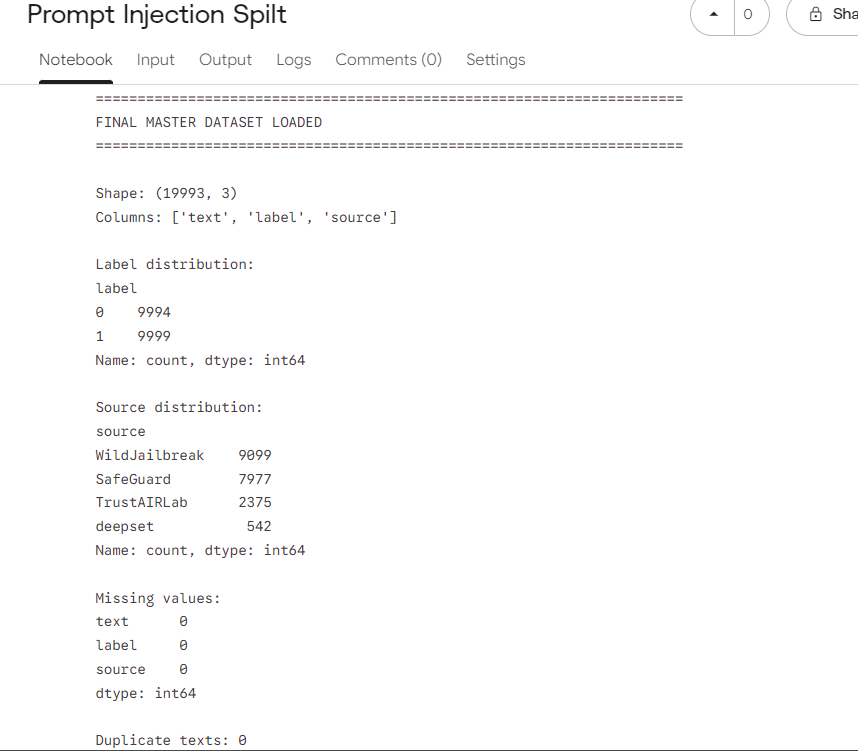 Prompt Injection Spilt
0
Sha
Notebook Input Output Logs Comments (0) Settings
======================================================================
FINAL MASTER DATASET LOADED
======================================================================
Shape: (19993, 3)
Columns: ['text', 'label', 'source']
Label distribution:
label
0    9994
1    9999
Name: count, dtype: int64
Source distribution:
source
WildJailbreak    9099
SafeGuard        7977
TrustAIRLab      2375
deepset           542
Name: count, dtype: int64
Missing values:
text      0
label     0
source    0
dtype: int64
Duplicate texts: 0